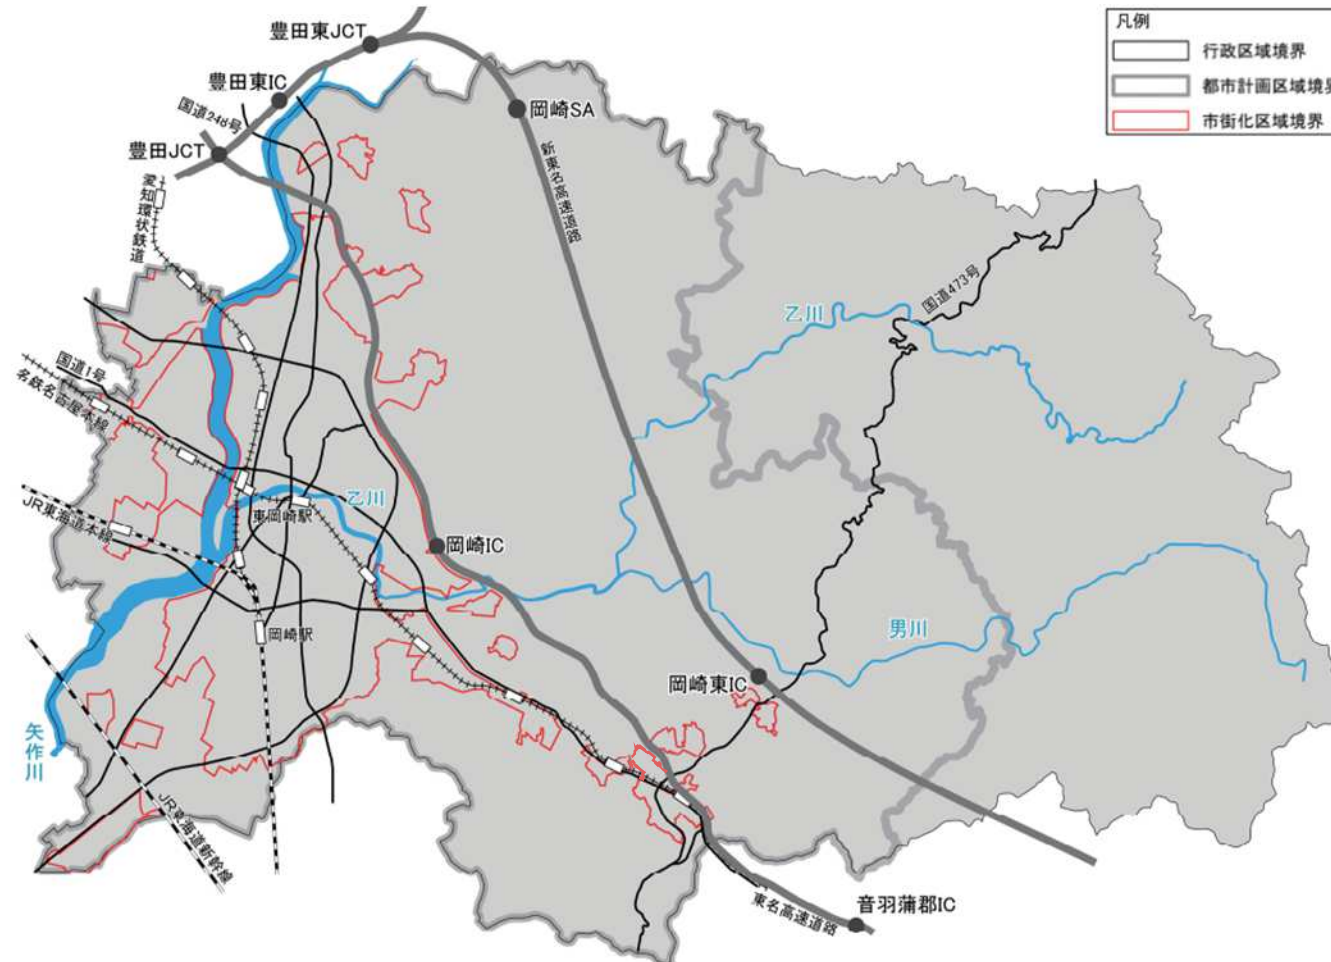 凡例
行政区域境界
都市計画区域境界
市街化区域境界
豊田東JCT
豊田東IC
国道248号
豊田JCT
岡崎SA
新東名高速道路
愛知環状鉄道
国道473号
乙川
国道1号
名鉄名古屋本線
JR東海道本線
乙川
東岡崎駅
岡崎IC
岡崎駅
男川
岡崎東IC
矢作川
JR東海道新幹線
東名高速道路
音羽蒲郡IC